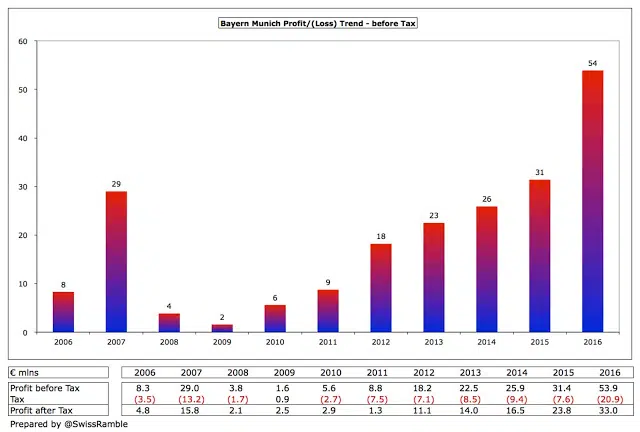 Bayern Munich Profit/(Loss) Trend - before Tax
60
50
40
30
20
10
0
8
29
4
2
6
9
18
23
26
31
54
2006 2007 2008 2009 2010 2011 2012 2013 2014 2015 2016
€ mlns 2006 2007 2008 2009 2010 2011 2012 2013 2014 2015 2016
Profit before Tax 8.3 29.0 3.8 1.6 5.6 8.8 18.2 22.5 25.9 31.4 53.9
Tax (3.5) (13.2) (1.7) 0.9 (2.7) (7.5) (7.1) (8.5) (9.4) (7.6) (20.9)
Profit after Tax 4.8 15.8 2.1 2.5 2.9 1.3 11.1 14.0 16.5 23.8 33.0
Prepared by @SwissRamble